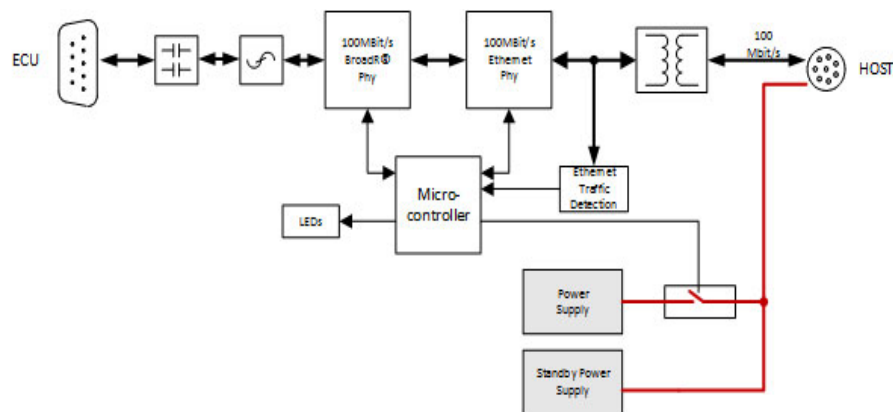 ECU
100MBit/s
BroadR®
Phy
100MBit/s
Ethernet
Phy
100
Mbit/s
HOST
Micro-
controller
Ethernet
Traffic
Detection
LEDs
Power
Supply
Standby Power
Supply